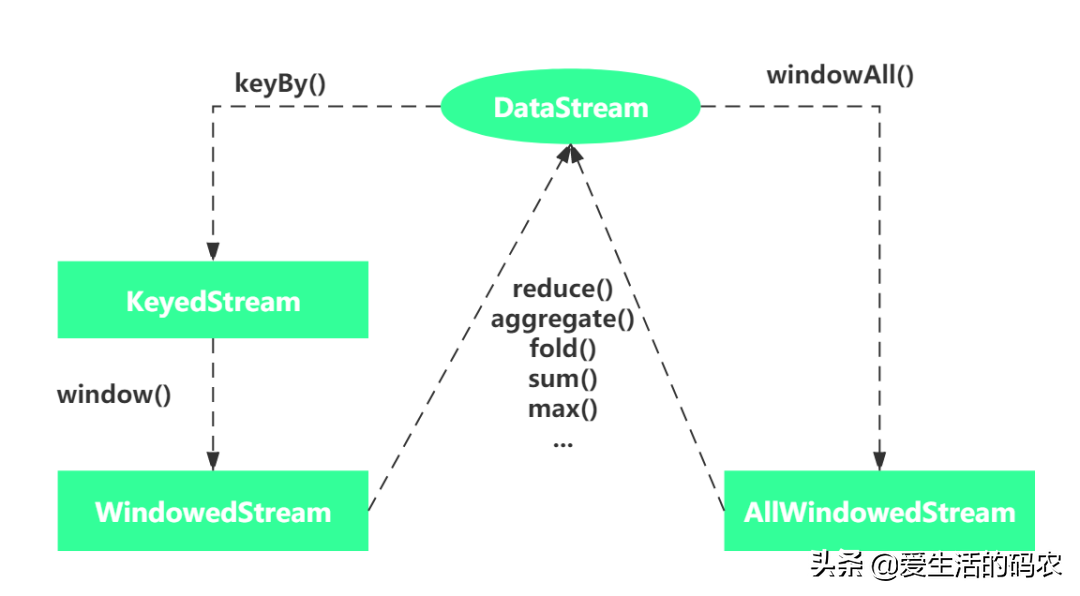 keyBy()
DataStream
windowAll()
KeyedStream
reduce()
aggregate()
fold()
sum()
max()
...
window()
WindowedStream
AllWindowedStream
头条 @爱生活的码农